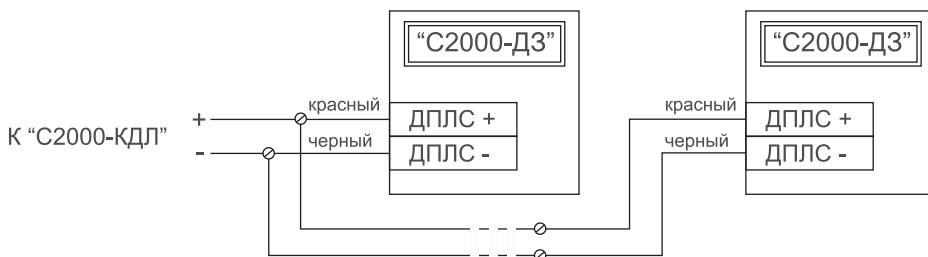 “С2000-ДЗ”
“С2000-ДЗ”
К “С2000-КДЛ”
+
красный
ДПЛС +
-
черный
ДПЛС -
красный
ДПЛС +
черный
ДПЛС -